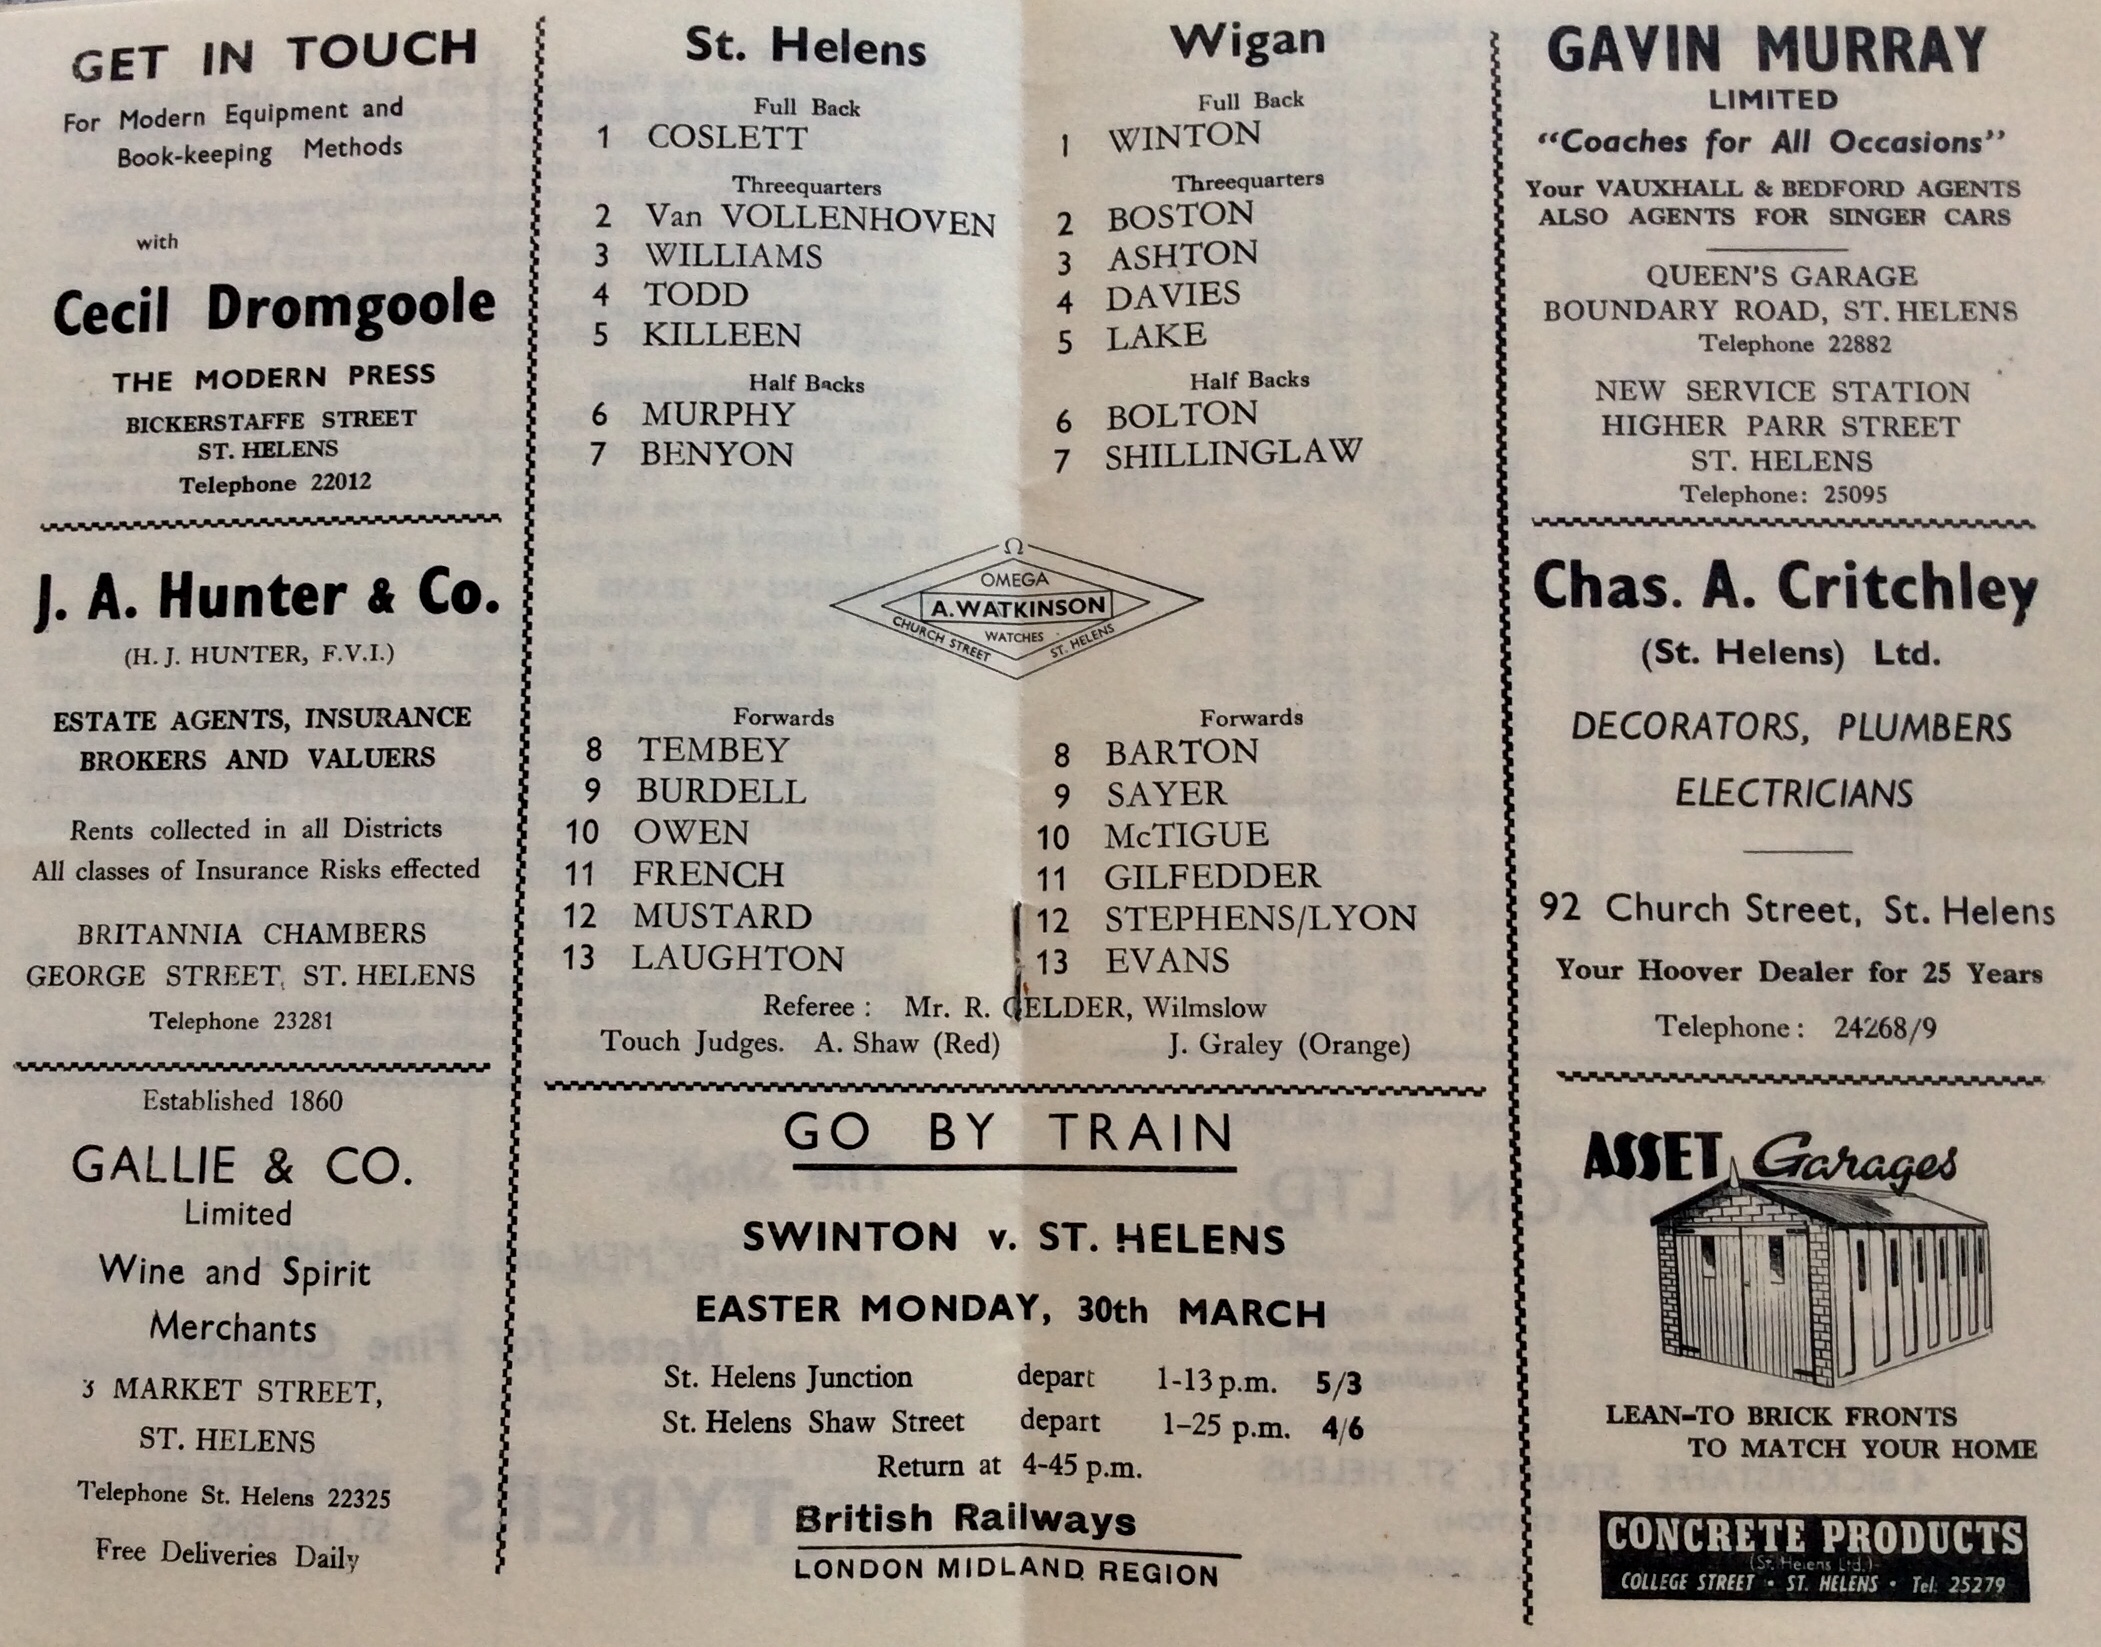 GET IN TOUCH
For Modern Equipment and
Book-keeping Methods
with
Cecil Dromgoole
THE MODERN PRESS
BICKERSTAFFE STREET
ST. HELENS
Telephone 22012
J. A. Hunter & Co.
(H. J. HUNTER, F.V.I.)
ESTATE AGENTS, INSURANCE
BROKERS AND VALUERS
Rents collected in all Districts
All classes of Insurance Risks effected
BRITANNIA CHAMBERS
GEORGE STREET, ST. HELENS
Telephone 23281
Established 1860
GALLIE & CO.
Limited
Wine and Spirit
Merchants
3 MARKET STREET,
ST. HELENS
Telephone St. Helens 22325
Free Deliveries Daily
St. Helens
Full Back
1 COSLETT
Threequarters
2 Van VOLLENHOVEN
3 WILLIAMS
4 TODD
5 KILLEEN
Half Backs
6 MURPHY
7 BENYON
Wigan
Full Back
1 WINTON
Threequarters
2 BOSTON
3 ASHTON
4 DAVIES
5 LAKE
Half Backs
6 BOLTON
7 SHILLINGLAW
Ω
OMEGA
A. WATKINSON
WATCHES
CHURCH STREET ST. HELENS
Forwards
8 TEMBEY
9 BURDELL
10 OWEN
11 FRENCH
12 MUSTARD
13 LAUGHTON
Forwards
8 BARTON
9 SAYER
10 McTIGUE
11 GILFEDDER
12 STEPHENS/LYON
13 EVANS
Referee : Mr. R. GELDER, Wilmslow
Touch Judges. A. Shaw (Red) J. Graley (Orange)
GO BY TRAIN
SWINTON v. ST. HELENS
EASTER MONDAY, 30th MARCH
St. Helens Junction depart 1-13 p.m. 5/3
St. Helens Shaw Street depart 1-25 p.m. 4/6
Return at 4-45 p.m.
British Railways
LONDON MIDLAND REGION
GAVIN MURRAY
LIMITED
"Coaches for All Occasions"
Your VAUXHALL & BEDFORD AGENTS
ALSO AGENTS FOR SINGER CARS
QUEEN'S GARAGE
BOUNDARY ROAD, ST. HELENS
Telephone 22882
NEW SERVICE STATION
HIGHER PARR STREET
ST. HELENS
Telephone: 25095
Chas. A. Critchley
(St. Helens) Ltd.
DECORATORS, PLUMBERS
ELECTRICIANS
92 Church Street, St. Helens
Your Hoover Dealer for 25 Years
Telephone : 24268/9
ASSET Garages
LEAN-TO BRICK FRONTS
TO MATCH YOUR HOME
CONCRETE PRODUCTS
(St. Helens Ltd.)
COLLEGE STREET • ST. HELENS • Tel. 25279